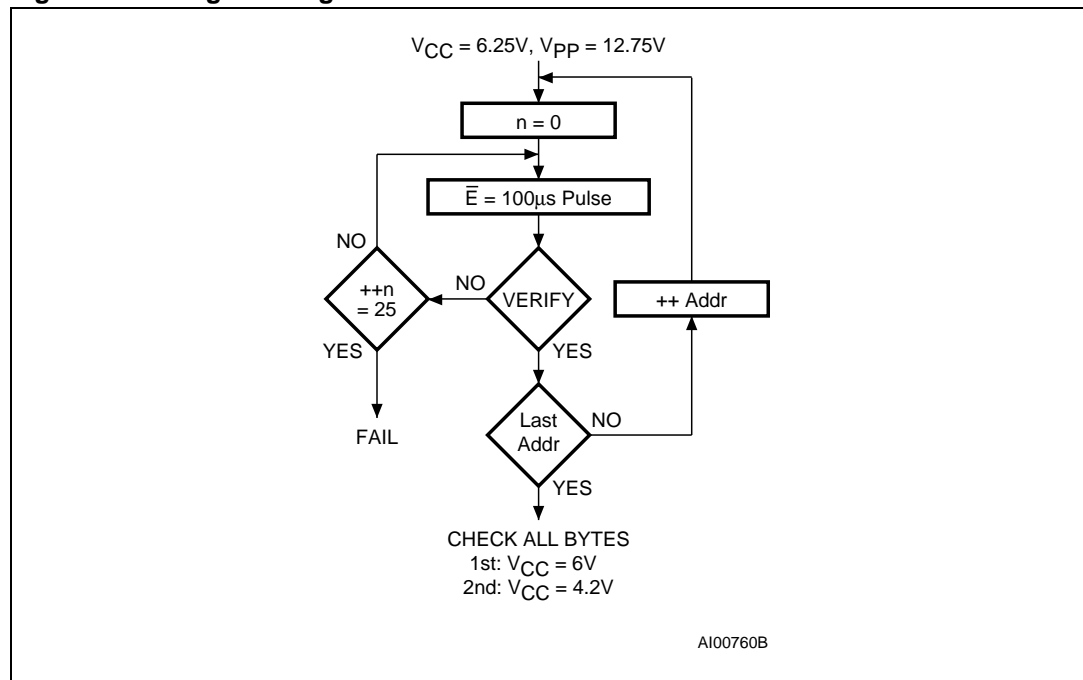 VCC = 6.25V, VPP = 12.75V
n = 0
E̅ = 100µs Pulse
NO
++n
= 25
NO
VERIFY
++ Addr
YES
YES
Last
Addr
NO
FAIL
YES
CHECK ALL BYTES
1st: VCC = 6V
2nd: VCC = 4.2V
AI00760B